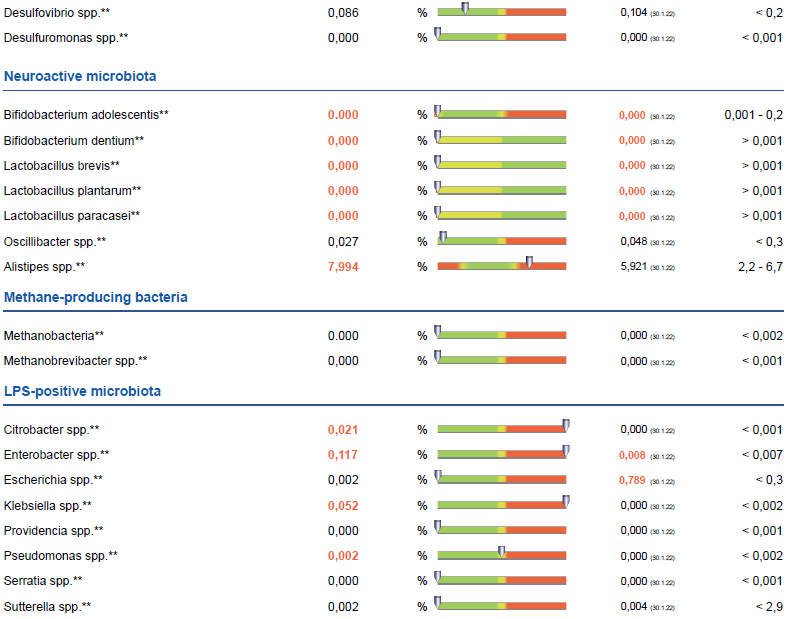 Desulfovibrio spp.** 0,086 % 0,104 (30.1.22) < 0,2
Desulfuromonas spp.** 0,000 % 0,000 (30.1.22) < 0,001
Neuroactive microbiota
Bifidobacterium adolescentis** 0.000 % 0,000 (30.1.22) 0,001 - 0,2
Bifidobacterium dentium** 0.000 % 0,000 (30.1.22) > 0,001
Lactobacillus brevis** 0.000 % 0,000 (30.1.22) > 0,001
Lactobacillus plantarum** 0.000 % 0,000 (30.1.22) > 0,001
Lactobacillus paracasei** 0.000 % 0,000 (30.1.22) > 0,001
Oscillibacter spp.** 0,027 % 0,048 (30.1.22) < 0,3
Alistipes spp.** 7,994 % 5,921 (30.1.22) 2,2 - 6,7
Methane-producing bacteria
Methanobacteria** 0.000 % 0,000 (30.1.22) < 0,002
Methanobrevibacter spp.** 0,000 % 0,000 (30.1.22) < 0,001
LPS-positive microbiota
Citrobacter spp.** 0,021 % 0,000 (30.1.22) < 0,001
Enterobacter spp.** 0,117 % 0,008 (30.1.22) < 0,007
Escherichia spp.** 0,002 % 0,789 (30.1.22) < 0,3
Klebsiella spp.** 0,052 % 0,000 (30.1.22) < 0,002
Providencia spp.** 0,000 % 0,000 (30.1.22) < 0,001
Pseudomonas spp.** 0,002 % 0,000 (30.1.22) < 0,002
Serratia spp.** 0,000 % 0,000 (30.1.22) < 0,001
Sutterella spp.** 0,002 % 0,004 (30.1.22) < 2,9